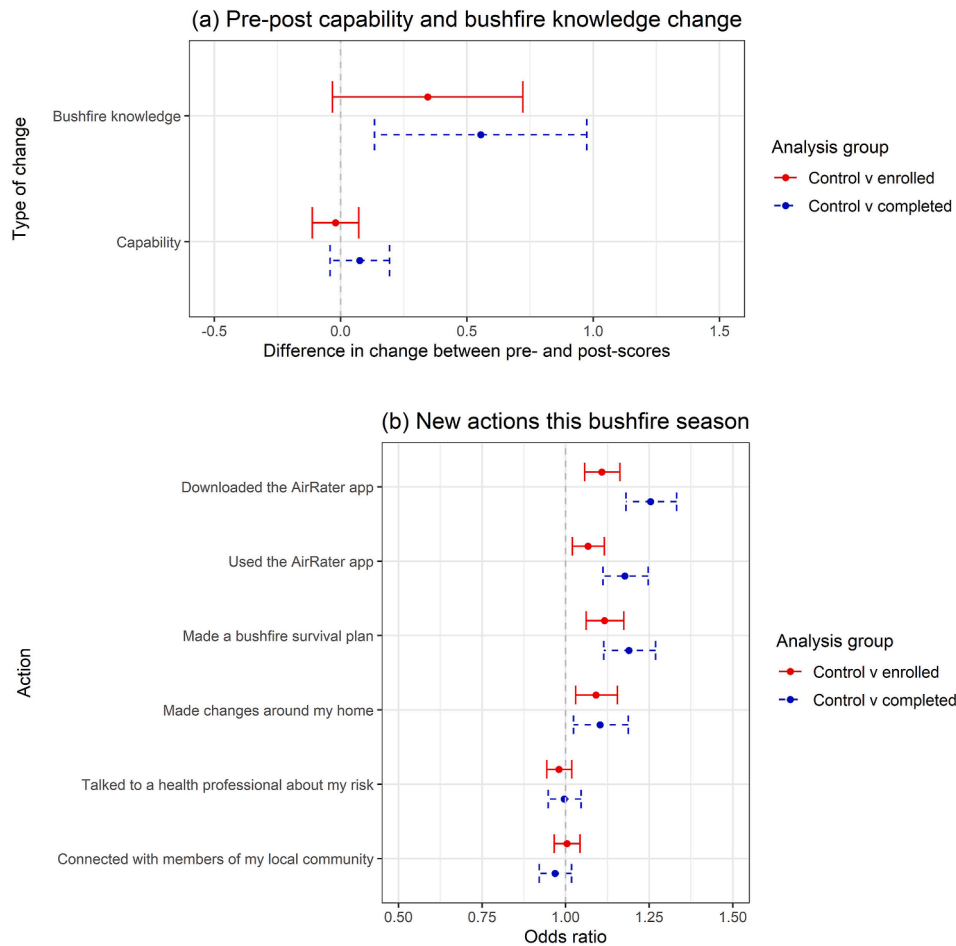 (a) Pre-post capability and bushfire knowledge change
Type of change
Bushfire knowledge
Capability
-0.5 0.0 0.5 1.0 1.5
Difference in change between pre- and post-scores
Analysis group
Control v enrolled
Control v completed
(b) New actions this bushfire season
Action
Downloaded the AirRater app
Used the AirRater app
Made a bushfire survival plan
Made changes around my home
Talked to a health professional about my risk
Connected with members of my local community
0.50 0.75 1.00 1.25 1.50
Odds ratio
Analysis group
Control v enrolled
Control v completed